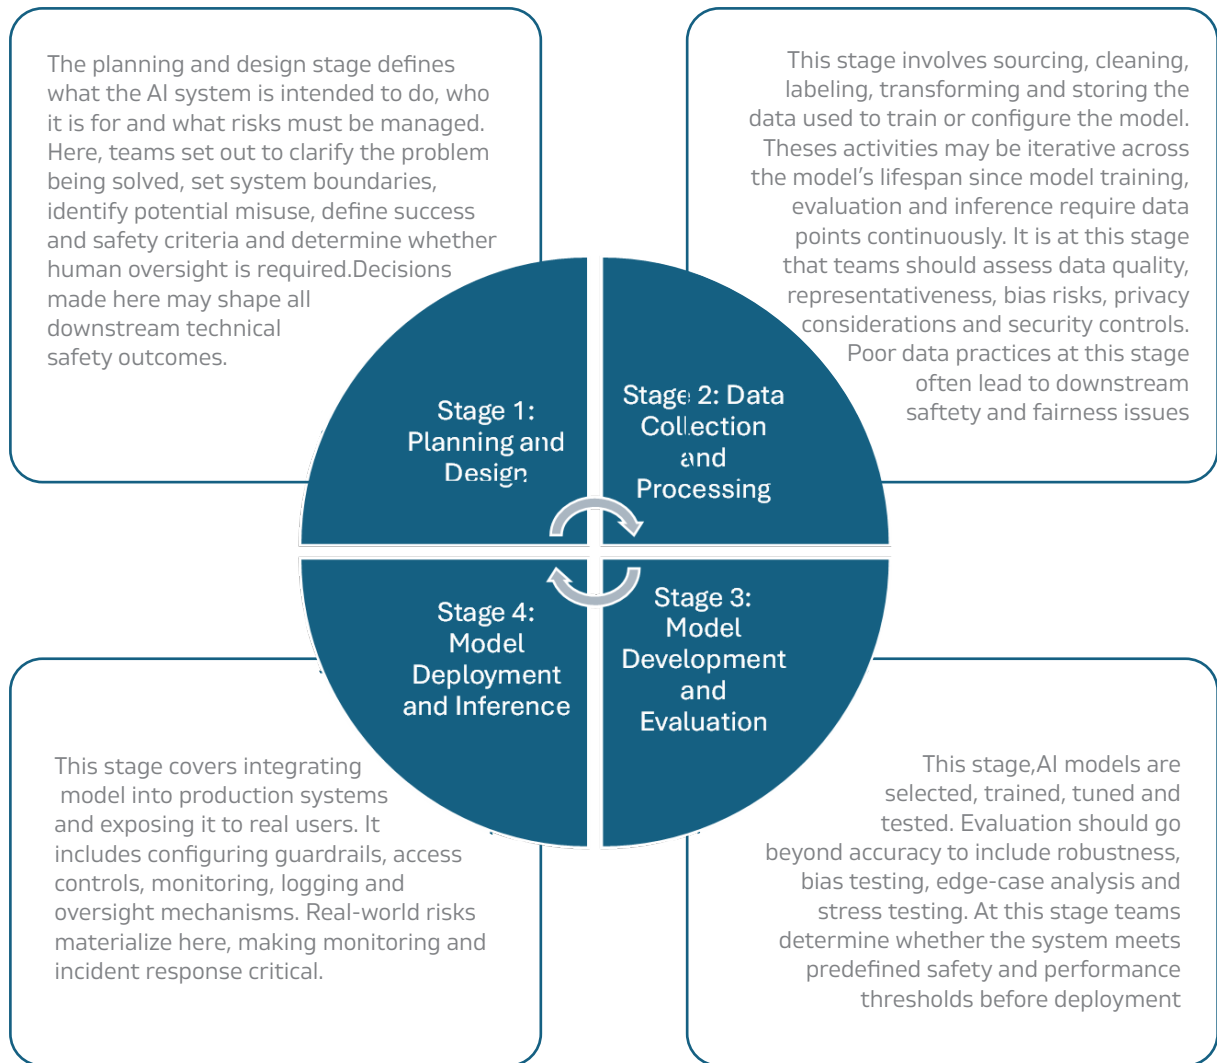 The planning and design stage defines
what the AI system is intended to do, who
it is for and what risks must be managed.
Here, teams set out to clarify the problem
being solved, set system boundaries,
identify potential misuse, define success
and safety criteria and determine whether
human oversight is required.Decisions
made here may shape all
downstream technical
safety outcomes.
This stage involves sourcing, cleaning,
labeling, transforming and storing the
data used to train or configure the model.
Theses activities may be iterative across
the model's lifespan since model training,
evaluation and inference require data
points continuously. It is at this stage
that teams should assess data quality,
representativeness, bias risks, privacy
considerations and security controls.
Poor data practices at this stage
often lead to downstream
saftety and fairness issues
Stage 1:
Planning and
Design
Stage 2: Data
Collection
and
Processing
Stage 4:
Model
Deployment
and Inference
Stage 3:
Model
Development
and
Evaluation
This stage covers integrating
model into production systems
and exposing it to real users. It
includes configuring guardrails, access
controls, monitoring, logging and
oversight mechanisms. Real-world risks
materialize here, making monitoring and
incident response critical.
This stage,AI models are
selected, trained, tuned and
tested. Evaluation should go
beyond accuracy to include robustness,
bias testing, edge-case analysis and
stress testing. At this stage teams
determine whether the system meets
predefined safety and performance
thresholds before deployment